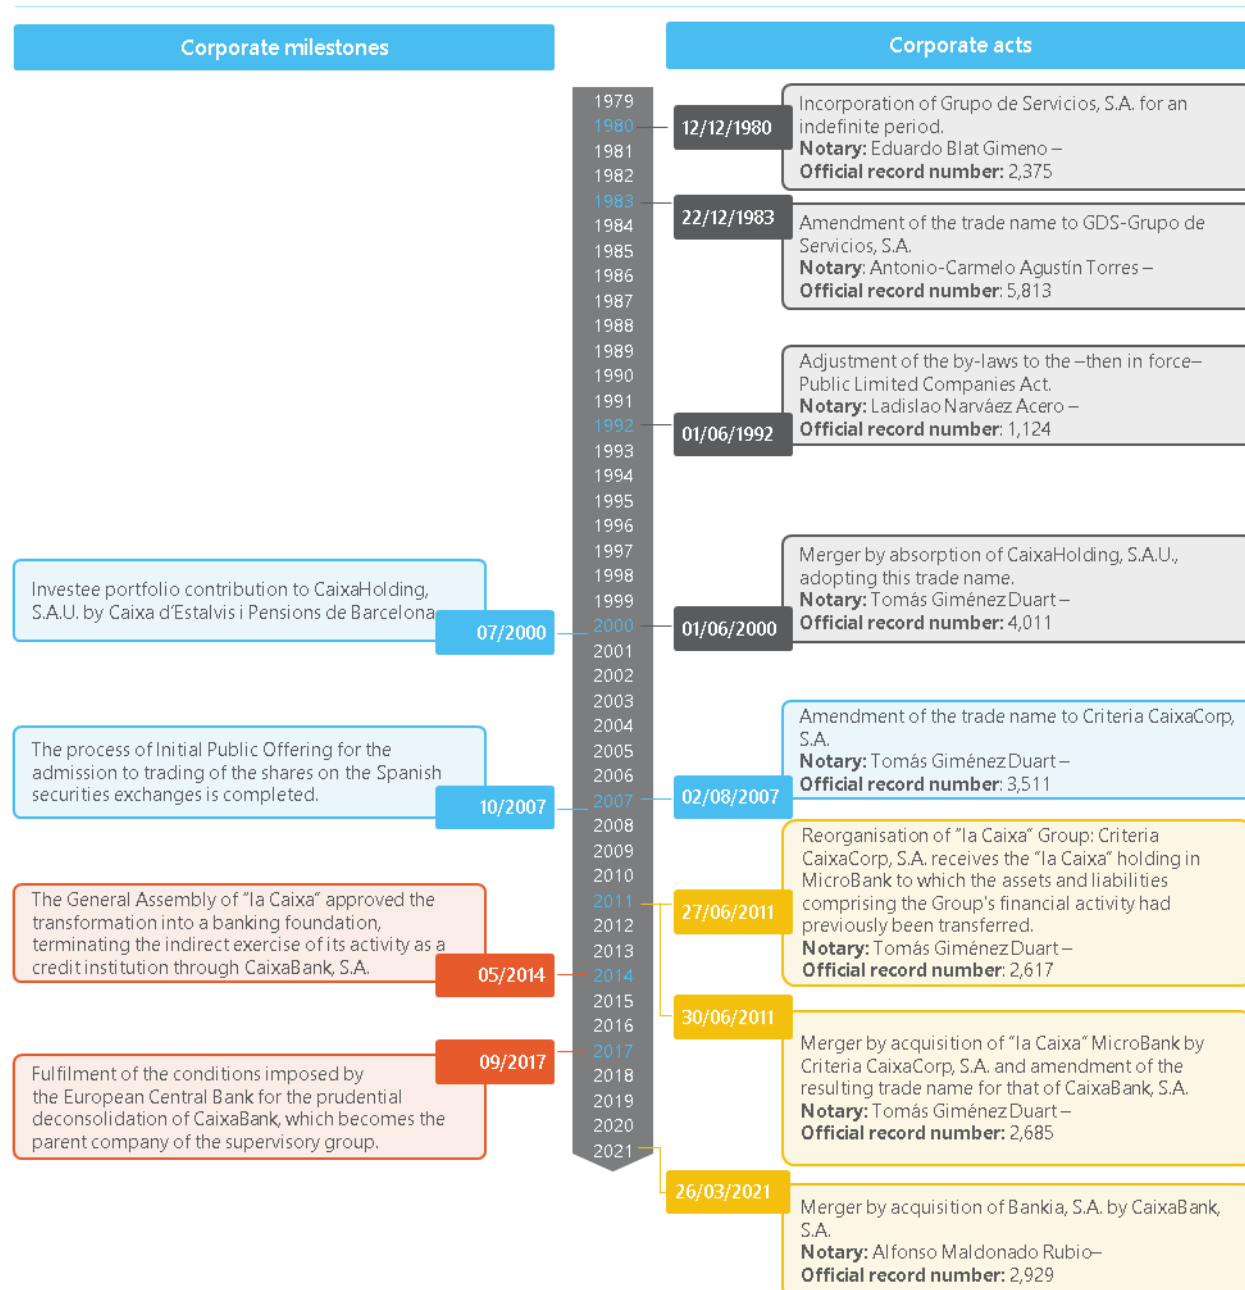 Corporate milestones
Corporate acts
1979
1980
1981
1982
1983
1984
1985
1986
1987
1988
1989
1990
1991
1992
1993
1994
1995
1996
1997
1998
1999
2000
2001
2002
2003
2004
2005
2006
2007
2008
2009
2010
2011
2012
2013
2014
2015
2016
2017
2018
2019
2020
2021
Investee portfolio contribution to CaixaHolding,
S.A.U. by Caixa d’Estalvis i Pensions de Barcelona
07/2000
The process of Initial Public Offering for the
admission to trading of the shares on the Spanish
securities exchanges is completed.
10/2007
The General Assembly of “la Caixa” approved the
transformation into a banking foundation,
terminating the indirect exercise of its activity as a
credit institution through CaixaBank, S.A.
05/2014
09/2017
Fulfilment of the conditions imposed by
the European Central Bank for the prudential
deconsolidation of CaixaBank, which becomes the
parent company of the supervisory group.
12/12/1980
Incorporation of Grupo de Servicios, S.A. for an
indefinite period.
Notary: Eduardo Blat Gimeno –
Official record number: 2,375
22/12/1983
Amendment of the trade name to GDS-Grupo de
Servicios, S.A.
Notary: Antonio-Carmelo Agustín Torres –
Official record number: 5,813
01/06/1992
Adjustment of the by-laws to the –then in force–
Public Limited Companies Act.
Notary: Ladislao Narváez Acero –
Official record number: 1,124
01/06/2000
Merger by absorption of CaixaHolding, S.A.U.,
adopting this trade name.
Notary: Tomás Giménez Duart –
Official record number: 4,011
02/08/2007
Amendment of the trade name to Criteria CaixaCorp,
S.A.
Notary: Tomás Giménez Duart –
Official record number: 3,511
27/06/2011
Reorganisation of “la Caixa” Group: Criteria
CaixaCorp, S.A. receives the “la Caixa” holding in
MicroBank to which the assets and liabilities
comprising the Group's financial activity had
previously been transferred.
Notary: Tomás Giménez Duart –
Official record number: 2,617
30/06/2011
Merger by acquisition of “la Caixa” MicroBank by
Criteria CaixaCorp, S.A. and amendment of the
resulting trade name for that of CaixaBank, S.A.
Notary: Tomás Giménez Duart –
Official record number: 2,685
26/03/2021
Merger by acquisition of Bankia, S.A. by CaixaBank,
S.A.
Notary: Alfonso Maldonado Rubio–
Official record number: 2,929